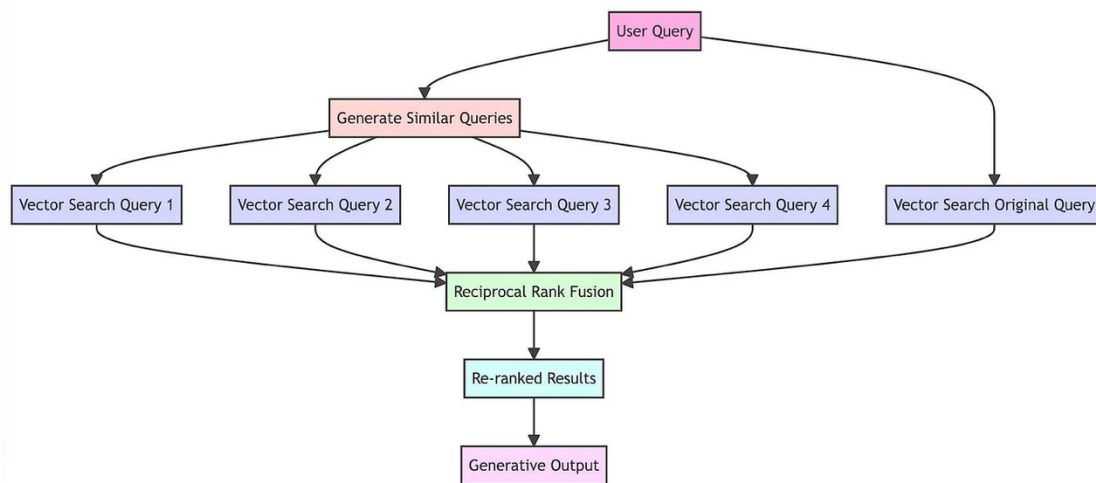 User Query
Generate Similar Queries
Vector Search Query 1
Vector Search Query 2
Vector Search Query 3
Vector Search Query 4
Vector Search Original Query
Reciprocal Rank Fusion
Re-ranked Results
Generative Output